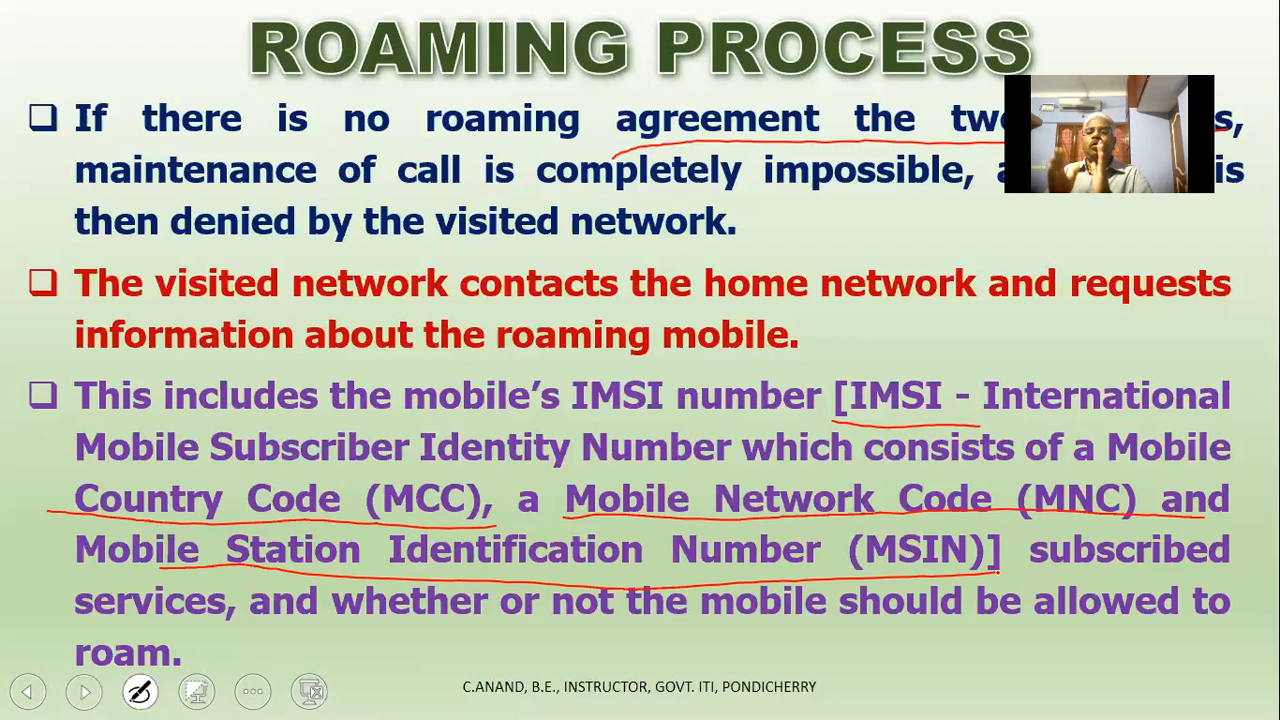 ROAMING PROCESS
❑ If there is no roaming agreement the
maintenance of call is completely impossible, is
then denied by the visited network.
❑ The visited network contacts the home network and requests
information about the roaming mobile.
❑ This includes the mobile’s IMSI number [IMSI - International
Mobile Subscriber Identity Number which consists of a Mobile
Country Code (MCC), a Mobile Network Code (MNC) and
Mobile Station Identification Number (MSIN)] subscribed
services, and whether or not the mobile should be allowed to
roam.
C.ANAND, B.E., INSTRUCTOR, GOVT. ITI, PONDICHERRY